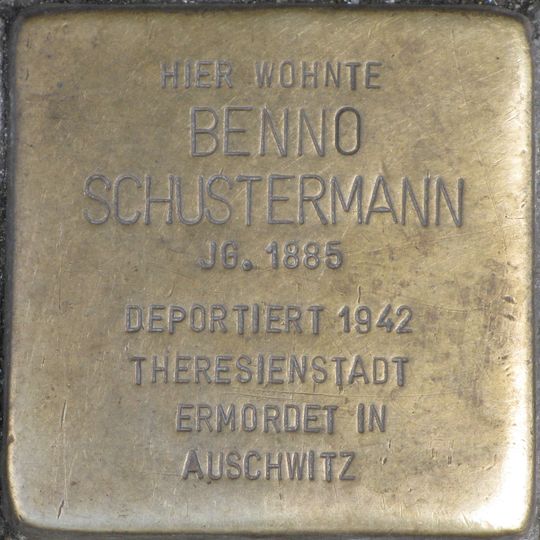 HIER WOHNTE
BENNO
SCHUSTERMANN
JG. 1885
DEPORTIERT 1942
THERESIENSTADT
ERMORDET IN
AUSCHWITZ